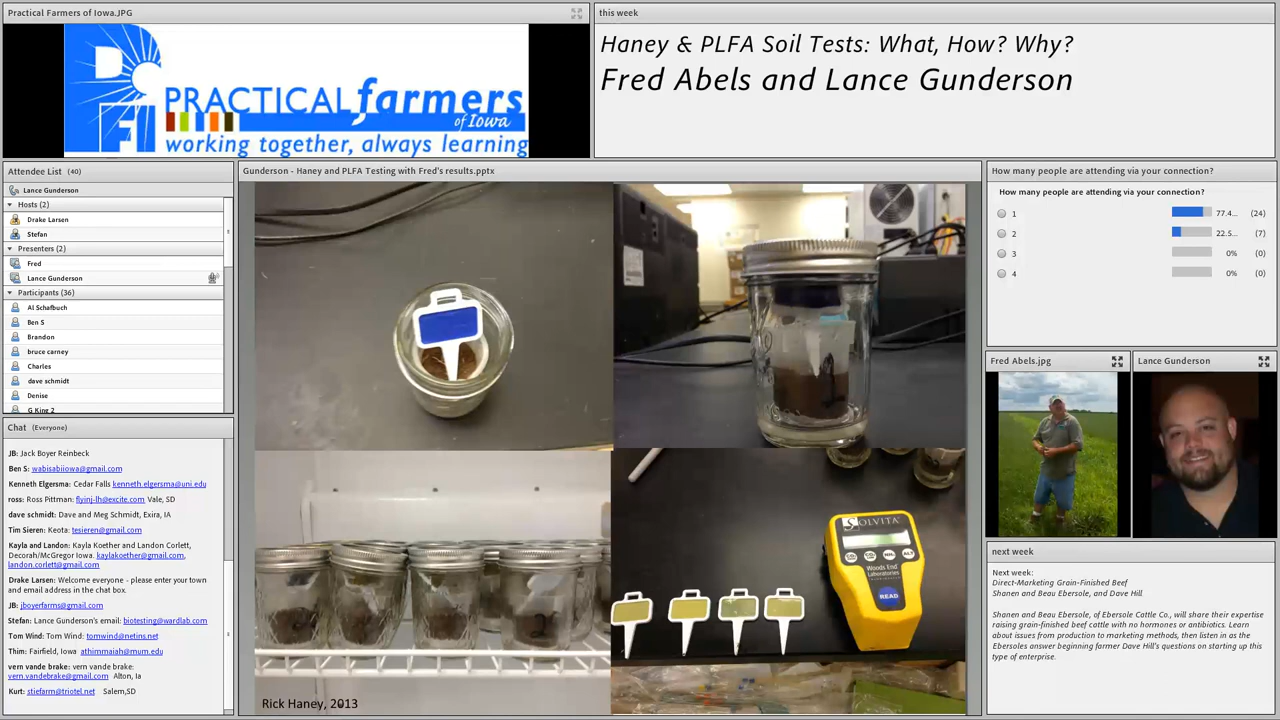 Practical Farmers of Iowa.JPG
PRACTICAL farmers
of Iowa
working together, always learning
this week
Haney & PLFA Soil Tests: What, How? Why?
Fred Abels and Lance Gunderson
Attendee List (40)
Lance Gunderson
Hosts (2)
Drake Larsen
Stefan
Presenters (2)
Fred
Lance Gunderson
Participants (36)
Al Schafbuch
Ben S
Brandon
bruce carney
Charles
dave schmidt
Denise
G King 2
Chat (Everyone)
JB: Jack Boyer Reinbeck
Ben S: wabisabiiowa@gmail.com
Kenneth Elgersma: Cedar Falls kenneth.elgersma@uni.edu
ross: Ross Pittman: flyinj-lh@excite.com Vale, SD
dave schmidt: Dave and Meg Schmidt, Exira, IA
Tim Sieren: Keota: tesieren@gmail.com
Kayla and Landon: Kayla Koether and Landon Corlett,
Decorah/McGregor Iowa. kaylakoether@gmail.com,
landon.corlett@gmail.com
Drake Larsen: Welcome everyone - please enter your town
and email address in the chat box.
JB: jboyerfarms@gmail.com
Stefan: Lance Gunderson's email: biotesting@wardlab.com
Tom Wind: Tom Wind: tomwind@netins.net
Thim: Fairfield, Iowa athimmaiah@mum.edu
vern vande brake: vern vande brake:
vern.vandebrake@gmail.com Alton, Ia
Kurt: stiefarm@triotel.net Salem,SD
Gunderson - Haney and PLFA Testing with Fred's results.pptx
SOLVITA
Woods End
Laboratories
READ
Rick Haney, 2013
How many people are attending via your connection?
How many people are attending via your connection?
1 77.4... (24)
2 22.5... (7)
3 0% (0)
4 0% (0)
Fred Abels.jpg
Lance Gunderson
next week
Next week:
Direct-Marketing Grain-Finished Beef
Shanen and Beau Ebersole, and Dave Hill
Shanen and Beau Ebersole, of Ebersole Cattle Co., will share their expertise
raising grain-finished beef cattle with no hormones or antibiotics. Learn
about issues from production to marketing methods, then listen in as the
Ebersoles answer beginning farmer Dave Hill's questions on starting up this
type of enterprise.